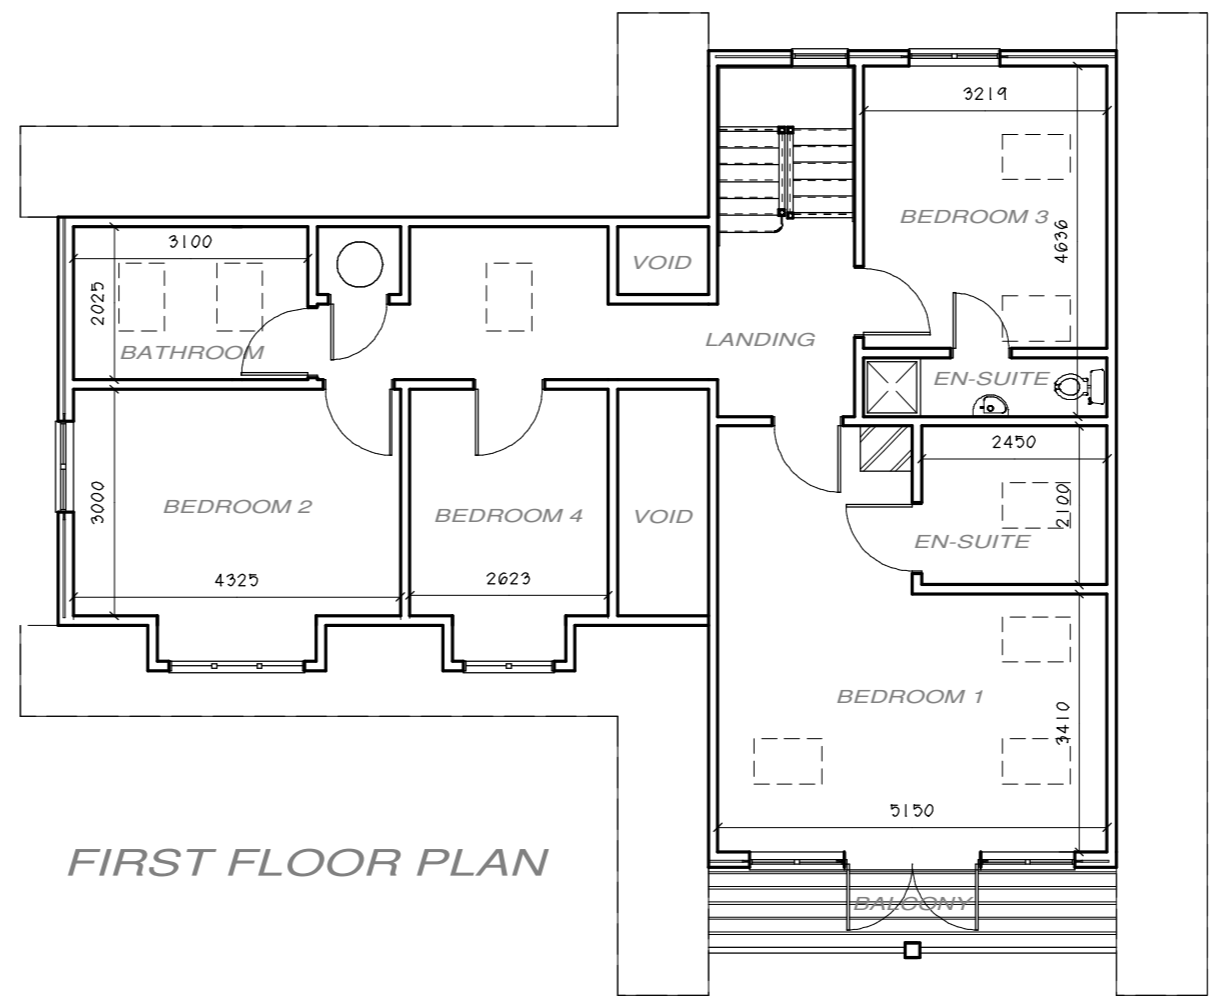 3219
BEDROOM 3
4636
3100
VOID
2025
LANDING
BATHROOM
EN-SUITE
2450
3000
BEDROOM 2
BEDROOM 4
VOID
2100
EN-SUITE
4325
2623
BEDROOM 1
3410
5150
FIRST FLOOR PLAN
BALCONY